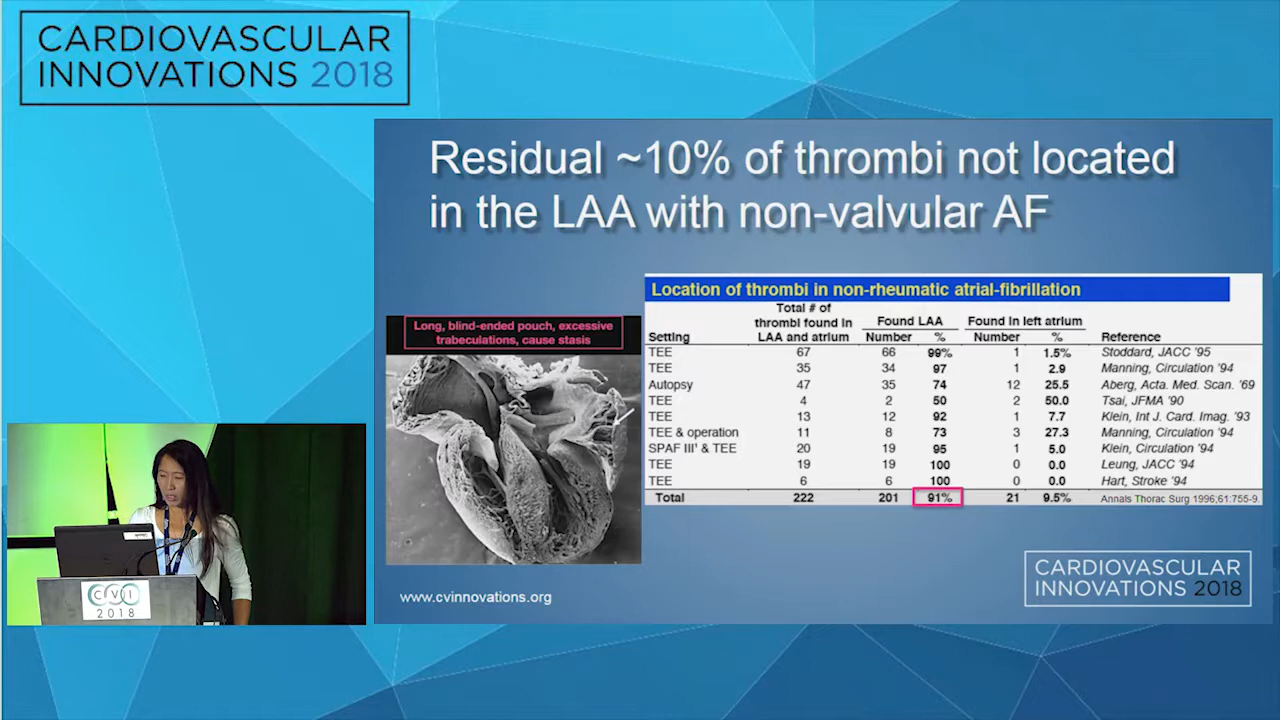 CARDIOVASCULAR
INNOVATIONS 2018
Residual ~10% of thrombi not located
in the LAA with non-valvular AF
Long, blind-ended pouch, excessive
trabeculations, cause stasis
Location of thrombi in non-rheumatic atrial-fibrillation
Total # of
thrombi found in Found LAA Found in left atrium
Setting LAA and atrium Number % Number % Reference
TEE 67 66 99% 1 1.5% Stoddard, JACC '95
TEE 35 34 97 1 2.9 Manning, Circulation '94
Autopsy 47 35 74 12 25.5 Aberg, Acta. Med. Scan. '69
TEE 4 2 50 2 50.0 Tsai, JFMA '90
TEE 13 12 92 1 7.7 Klein, Int J. Card. Imag. '93
TEE & operation 11 8 73 3 27.3 Manning, Circulation '94
SPAF III' & TEE 20 19 95 1 5.0 Klein, Circulation '94
TEE 19 19 100 0 0.0 Leung, JACC '94
TEE 6 6 100 0 0.0 Hart, Stroke '94
Total 222 201 91% 21 9.5% Annals Thorac Surg 1996;61:755-9.
www.cvinnovations.org
CARDIOVASCULAR
INNOVATIONS 2018
CVI
2018